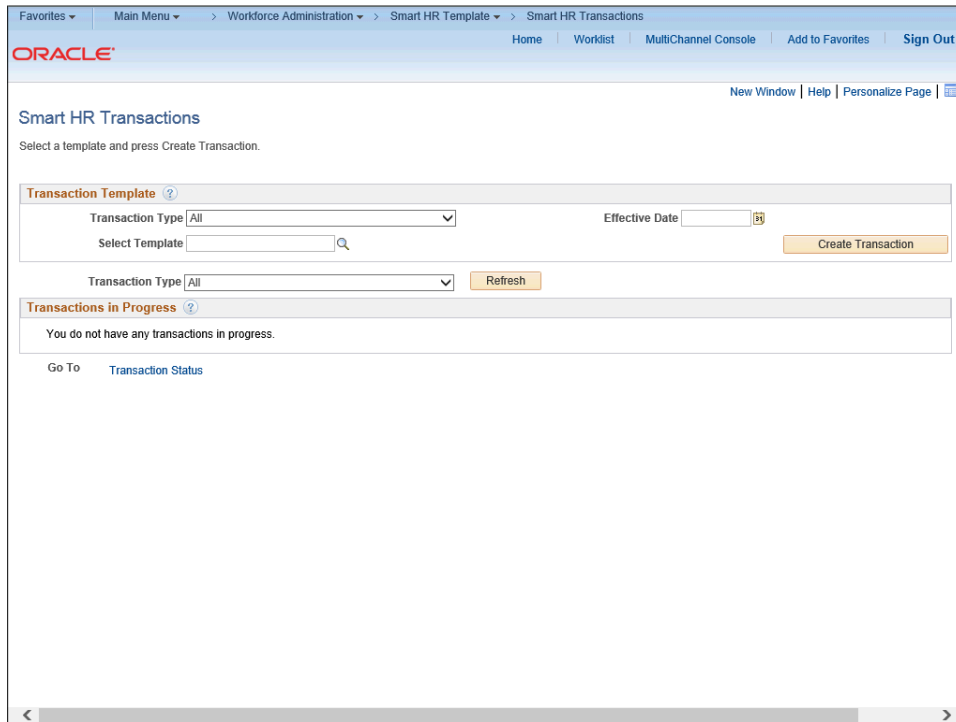 Favorites Main Menu > Workforce Administration > Smart HR Template > Smart HR Transactions
Home Worklist MultiChannel Console Add to Favorites Sign Out
ORACLE
New Window | Help | Personalize Page |
Smart HR Transactions
Select a template and press Create Transaction.
Transaction Template ?
Transaction Type All Effective Date 31
Select Template Create Transaction
Transaction Type All Refresh
Transactions in Progress ?
You do not have any transactions in progress.
Go To Transaction Status